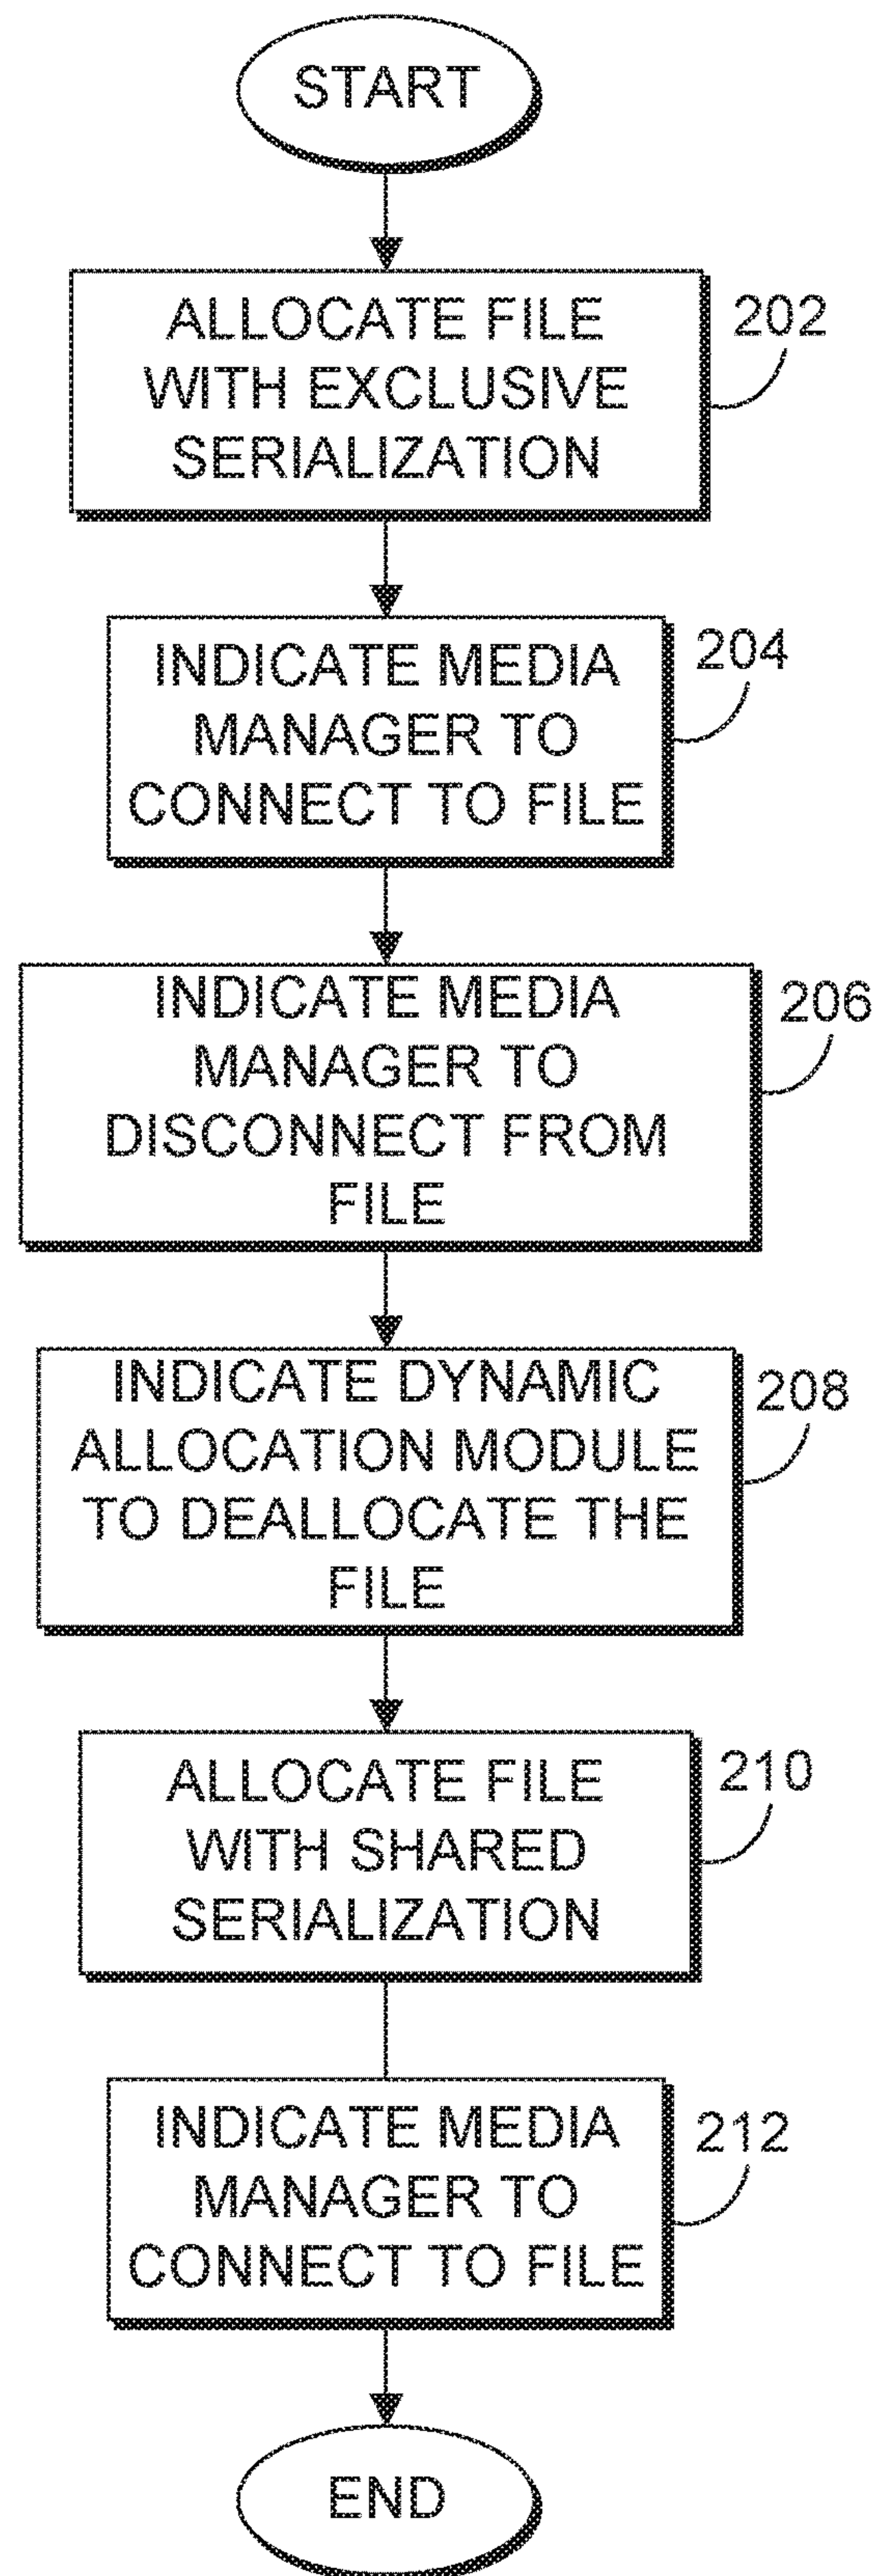 START
ALLOCATE FILE
WITH EXCLUSIVE
SERIALIZATION
202
INDICATE MEDIA
MANAGER TO
CONNECT TO FILE
204
INDICATE MEDIA
MANAGER TO
DISCONNECT FROM
FILE
206
INDICATE DYNAMIC
ALLOCATION MODULE
TO DEALLOCATE THE
FILE
208
ALLOCATE FILE
WITH SHARED
SERIALIZATION
210
INDICATE MEDIA
MANAGER TO
CONNECT TO FILE
212
END